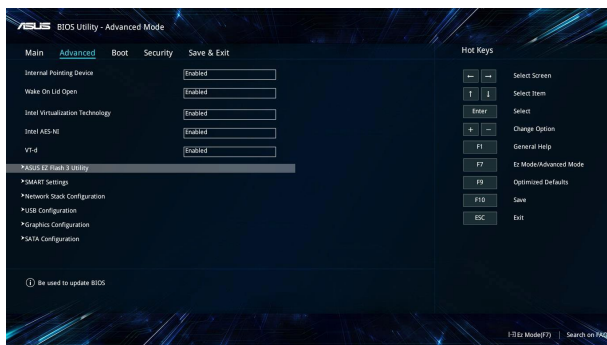 ASUS BIOS Utility - Advanced Mode
Main Advanced Boot Security Save & Exit
Internal Pointing Device Enabled
Wake On Lid Open Enabled
Intel Virtualization Technology Enabled
Intel AES-NI Enabled
VT-d Enabled
ASUS EZ Flash 3 Utility
SMART Settings
Network Stack Configuration
USB Configuration
Graphics Configuration
SATA Configuration
Be used to update BIOS
Hot Keys
← → Select Screen
↑ ↓ Select Item
Enter Select
+ − Change Option
F1 General Help
F7 Ez Mode/Advanced Mode
F9 Optimized Defaults
F10 Save
ESC Exit
Ez Mode(F7) | Search on FAQ